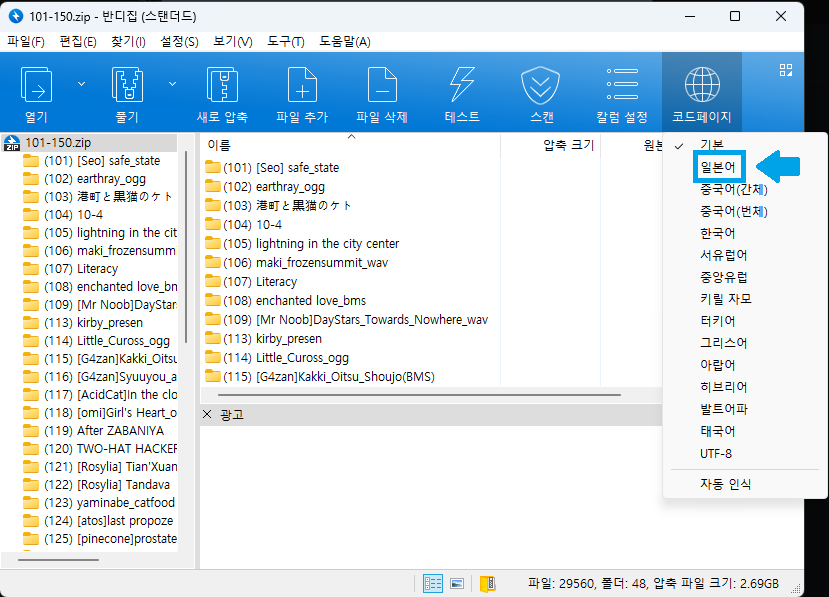 101-150.zip - 반디집 (스탠더드)
파일(F) 편집(E) 찾기(I) 설정(S) 보기(V) 도구(T) 도움말(A)
열기 풀기 새로 압축 파일 추가 파일 삭제 테스트 스캔 칼럼 설정 코드페이지
101-150.zip
(101) [Seo] safe_state
(102) earthray_ogg
(103) 港町と黒猫のケト
(104) 10-4
(105) lightning in the cit
(106) maki_frozensumm
(107) Literacy
(108) enchanted love_bn
(109) [Mr Noob]DayStars
(113) kirby_presen
(114) Little_Cuross_ogg
(115) [G4zan]Kakki_Oitsu
(116) [G4zan]Syuuyou_a
(117) [AcidCat]In the clo
(118) [omi]Girl's Heart_o
(119) After ZABANIYA
(120) TWO-HAT HACKER
(121) [Rosylia] Tian'Xuan
(122) [Rosylia] Tandava
(123) yaminabe_catfood
(124) [atos]last propoze
(125) [pinecone]prostate
이름 압축 크기 원본
(101) [Seo] safe_state
(102) earthray_ogg
(103) 港町と黒猫のケト
(104) 10-4
(105) lightning in the city center
(106) maki_frozensummit_wav
(107) Literacy
(108) enchanted love_bms
(109) [Mr Noob]DayStars_Towards_Nowhere_wav
(113) kirby_presen
(114) Little_Cuross_ogg
(115) [G4zan]Kakki_Oitsu_Shoujo(BMS)
광고
기본
일본어
중국어(간체)
중국어(번체)
한국어
서유럽어
중앙유럽
키릴 자모
터키어
그리스어
아랍어
히브리어
발트어파
태국어
UTF-8
자동 인식
파일: 29560, 폴더: 48, 압축 파일 크기: 2.69GB